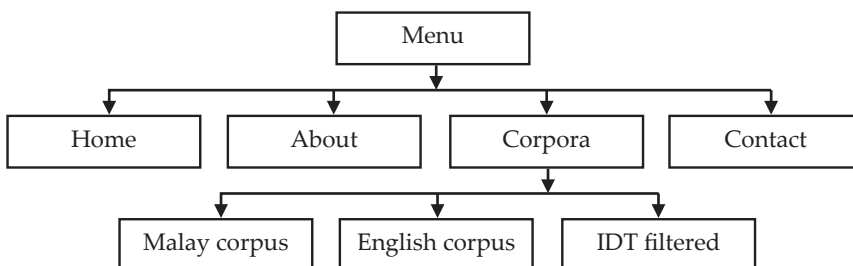 Menu
Home
About
Corpora
Contact
Malay corpus
English corpus
IDT filtered